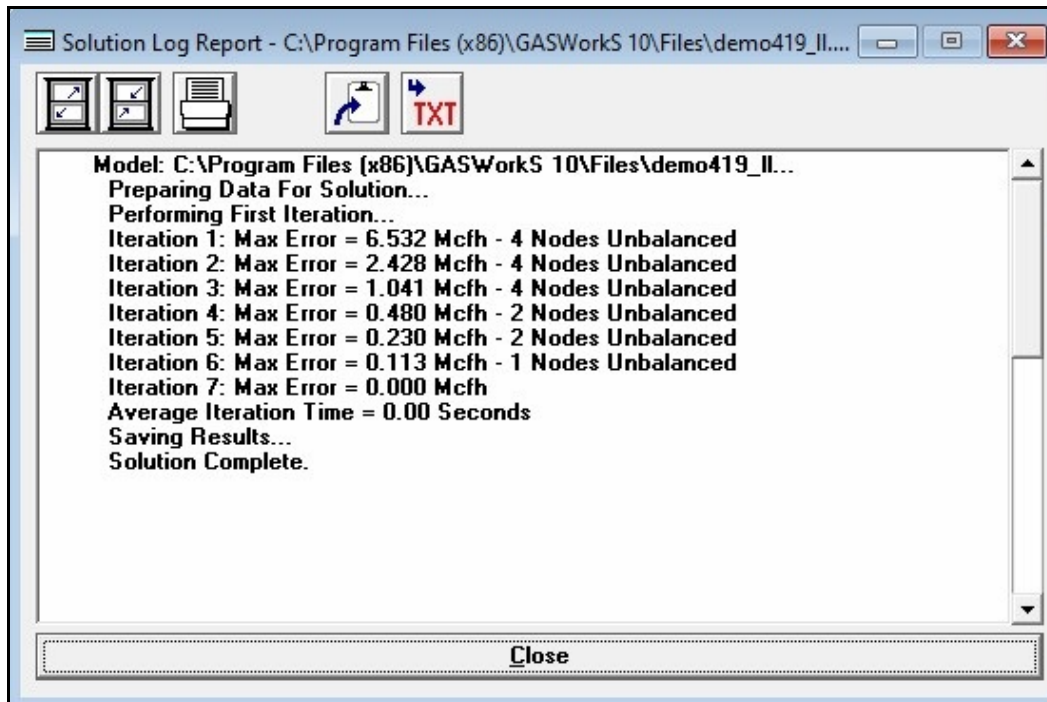 Solution Log Report - C:\Program Files (x86)\GASWorkS 10\Files\demo419_II....
TXT
Model: C:\Program Files (x86)\GASWorkS 10\Files\demo419_II...
Preparing Data For Solution...
Performing First Iteration...
Iteration 1: Max Error = 6.532 Mcfh - 4 Nodes Unbalanced
Iteration 2: Max Error = 2.428 Mcfh - 4 Nodes Unbalanced
Iteration 3: Max Error = 1.041 Mcfh - 4 Nodes Unbalanced
Iteration 4: Max Error = 0.480 Mcfh - 2 Nodes Unbalanced
Iteration 5: Max Error = 0.230 Mcfh - 2 Nodes Unbalanced
Iteration 6: Max Error = 0.113 Mcfh - 1 Nodes Unbalanced
Iteration 7: Max Error = 0.000 Mcfh
Average Iteration Time = 0.00 Seconds
Saving Results...
Solution Complete.
Close